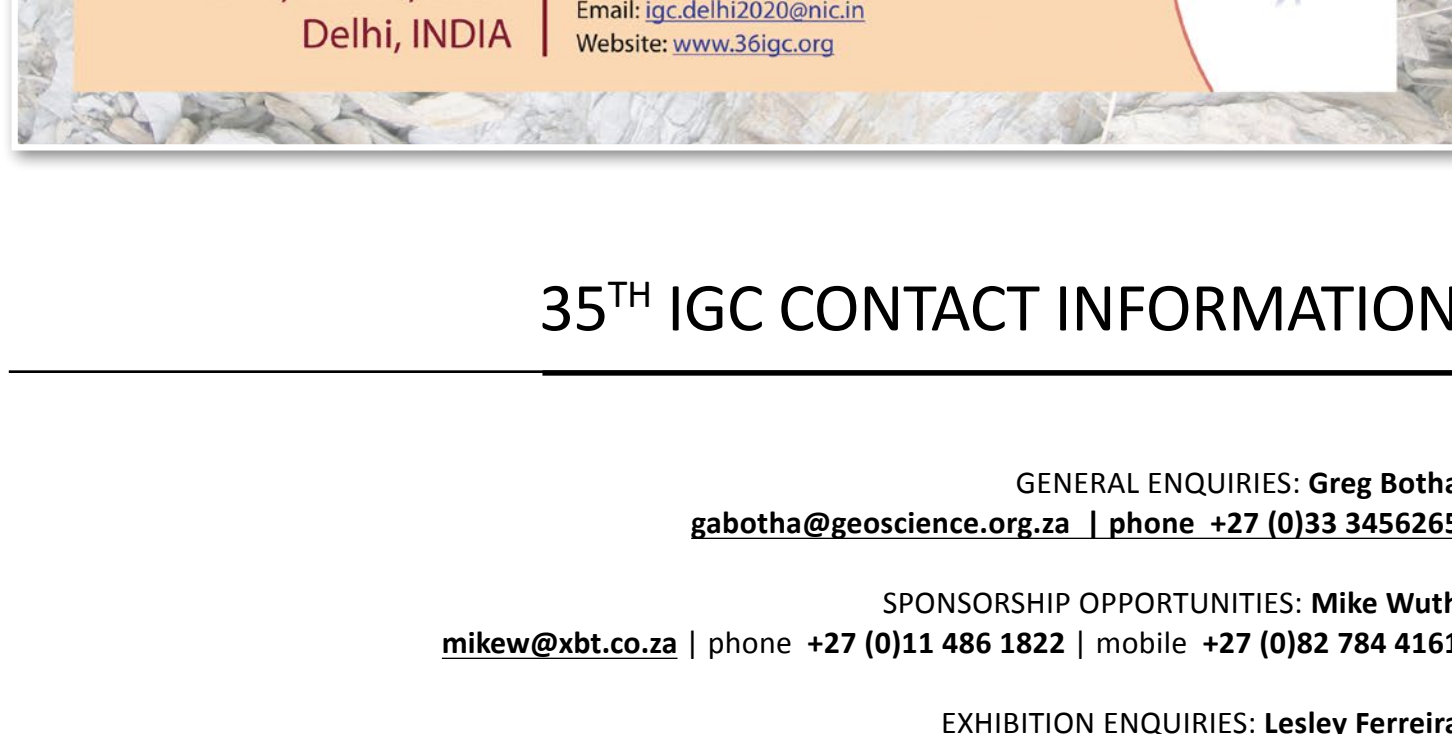 Email: igc.delhi2020@nic.in
Delhi, INDIA
Website: www.36igc.org
35TH IGC CONTACT INFORMATION
GENERAL ENQUIRIES: Greg Botha
gabotha@geoscience.org.za | phone +27 (0)33 3456265
SPONSORSHIP OPPORTUNITIES: Mike Wuth
mikew@xbt.co.za | phone +27 (0)11 486 1822 | mobile +27 (0)82 784 4161
EXHIBITION ENQUIRIES: Lesley Ferreira